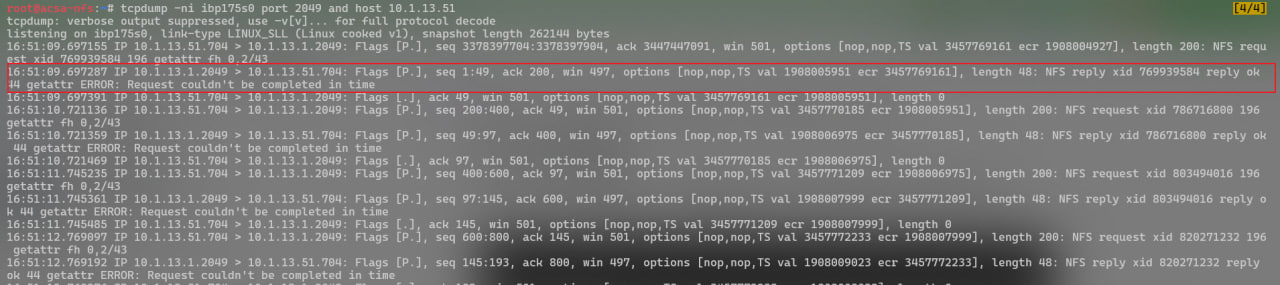 root@acsa-ofs:~# tcpdump -ni ibp175s0 port 2049 and host 10.1.13.51
[4/4]
tcpdump: verbose output suppressed, use -v[v]... for full protocol decode
listening on ibp175s0, link-type LINUX_SLL (Linux cooked v1), snapshot length 262144 bytes
16:51:09.697155 IP 10.1.13.51.704 > 10.1.13.1.2049: Flags [P.], seq 3378397704:3378397904, ack 3447447091, win 501, options [nop,nop,TS val 3457769161 ecr 1908004927], length 200: NFS requ
est xid 769939584 196 getattr fh 0,2/43
16:51:09.697287 IP 10.1.13.1.2049 > 10.1.13.51.704: Flags [P.], seq 1:49, ack 200, win 497, options [nop,nop,TS val 1908005951 ecr 3457769161], length 48: NFS reply xid 769939584 reply ok
44 getattr ERROR: Request couldn't be completed in time
16:51:09.697391 IP 10.1.13.51.704 > 10.1.13.1.2049: Flags [.], ack 49, win 501, options [nop,nop,TS val 3457769161 ecr 1908005951], length 0
16:51:10.721136 IP 10.1.13.51.704 > 10.1.13.1.2049: Flags [P.], seq 200:400, ack 49, win 501, options [nop,nop,TS val 3457770185 ecr 1908005951], length 200: NFS request xid 786716800 196
getattr fh 0,2/43
16:51:10.721359 IP 10.1.13.1.2049 > 10.1.13.51.704: Flags [P.], seq 49:97, ack 400, win 497, options [nop,nop,TS val 1908006975 ecr 3457770185], length 48: NFS reply xid 786716800 reply ok
44 getattr ERROR: Request couldn't be completed in time
16:51:10.721469 IP 10.1.13.51.704 > 10.1.13.1.2049: Flags [.], ack 97, win 501, options [nop,nop,TS val 3457770185 ecr 1908006975], length 0
16:51:11.745235 IP 10.1.13.51.704 > 10.1.13.1.2049: Flags [P.], seq 400:600, ack 97, win 501, options [nop,nop,TS val 3457771209 ecr 1908006975], length 200: NFS request xid 803494016 196
getattr fh 0,2/43
16:51:11.745361 IP 10.1.13.1.2049 > 10.1.13.51.704: Flags [P.], seq 97:145, ack 600, win 497, options [nop,nop,TS val 1908007999 ecr 3457771209], length 48: NFS reply xid 803494016 reply o
k 44 getattr ERROR: Request couldn't be completed in time
16:51:11.745485 IP 10.1.13.51.704 > 10.1.13.1.2049: Flags [.], ack 145, win 501, options [nop,nop,TS val 3457771209 ecr 1908007999], length 0
16:51:12.769097 IP 10.1.13.51.704 > 10.1.13.1.2049: Flags [P.], seq 600:800, ack 145, win 501, options [nop,nop,TS val 3457772233 ecr 1908007999], length 200: NFS request xid 820271232 196
getattr fh 0,2/43
16:51:12.769192 IP 10.1.13.1.2049 > 10.1.13.51.704: Flags [P.], seq 145:193, ack 800, win 497, options [nop,nop,TS val 1908009023 ecr 3457772233], length 48: NFS reply xid 820271232 reply
ok 44 getattr ERROR: Request couldn't be completed in time